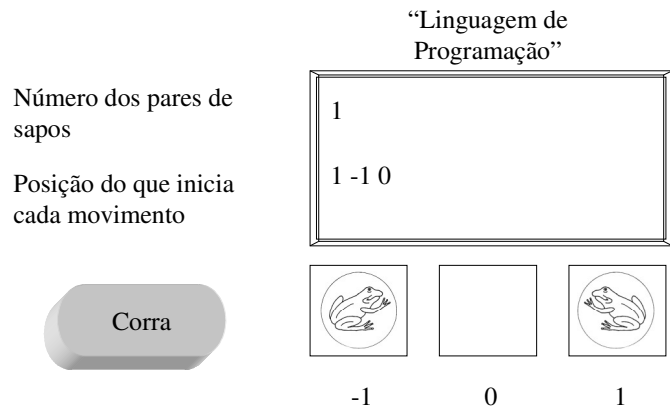 “Linguagem de
Programação”
Número dos pares de
sapos
1
Posição do que inicia
cada movimento
1 -1 0
Corra
-1 0 1